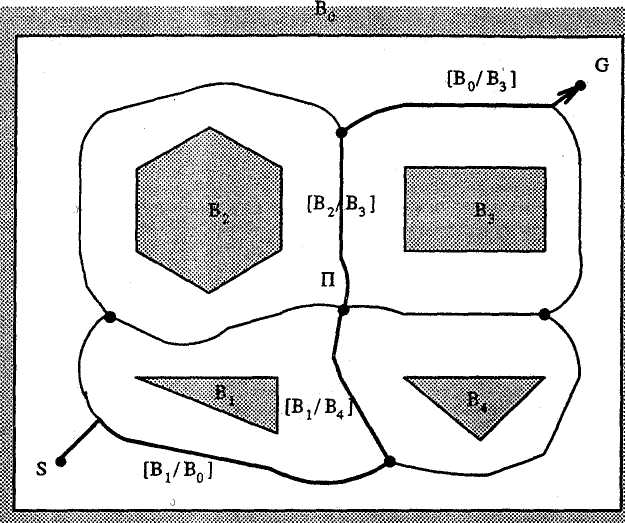 B₀
G
[B₀/B₃]
B₂
[B₂/B₃]
B₃
Π
B₁
[B₁/B₄]
B₄
S
[B₁/B₀]